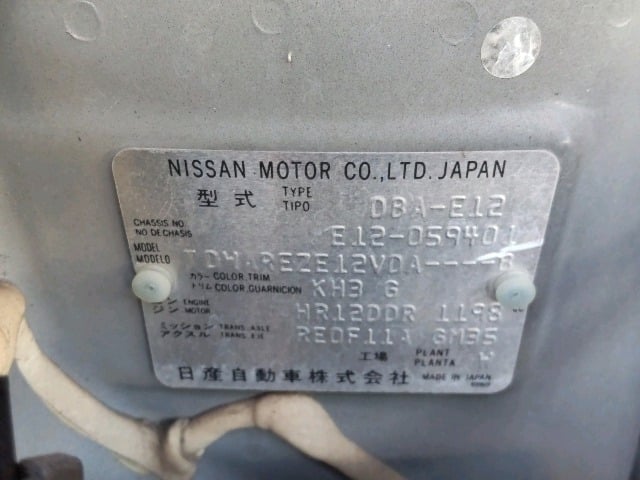 NISSAN MOTOR CO.,LTD. JAPAN
型式 TYPE TIPO DBA-E12
CHASSIS NO. NO DE CHASIS E12-059401
MODEL MODELO
カラー COLOR,TRIM
トリム COLOR,GUARNICION KH3 G
ENGINE MOTOR HR12DDR 1198
ミッション TRANS.AXLE
アクスル TRANS.EJE RE0F11A GM35
工場 PLANT PLANTA W
日産自動車株式会社 MADE IN JAPAN